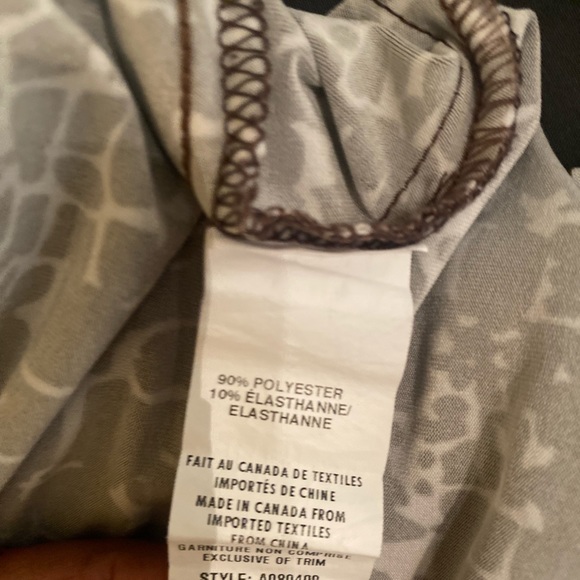 90% POLYESTER
10% ÉLASTHANNE/
ELASTHANNE
FAIT AU CANADA DE TEXTILES
IMPORTÉS DE CHINE
MADE IN CANADA FROM
IMPORTED TEXTILES
FROM CHINA
GARNITURE NON COMPRISE
EXCLUSIVE OF TRIM
STYLE: